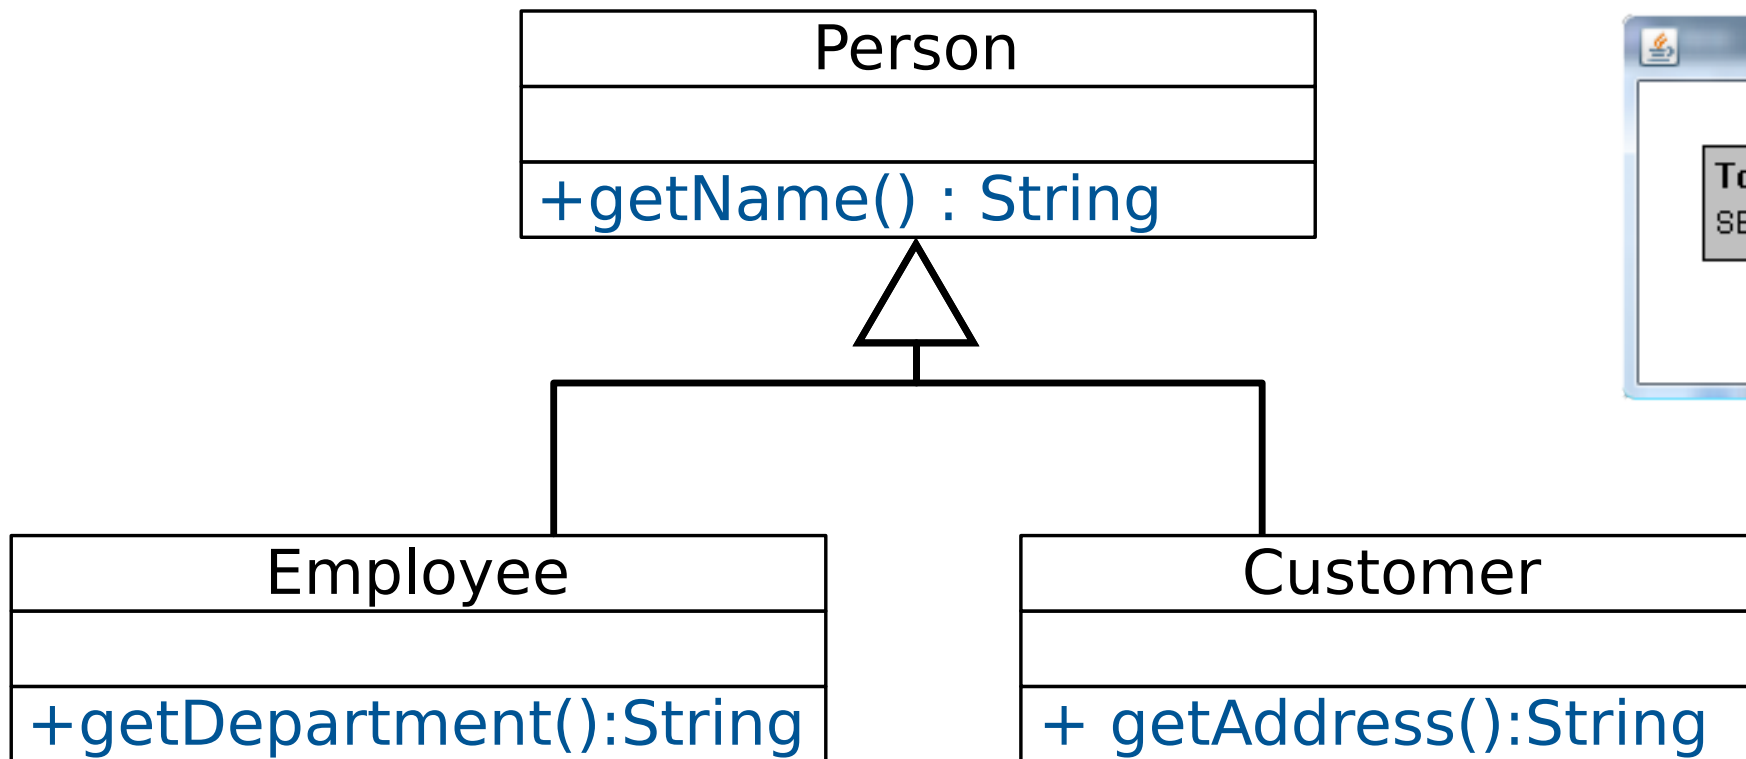 Person
+getName() : String
Employee
+getDepartment():String
Customer
+ getAddress():String